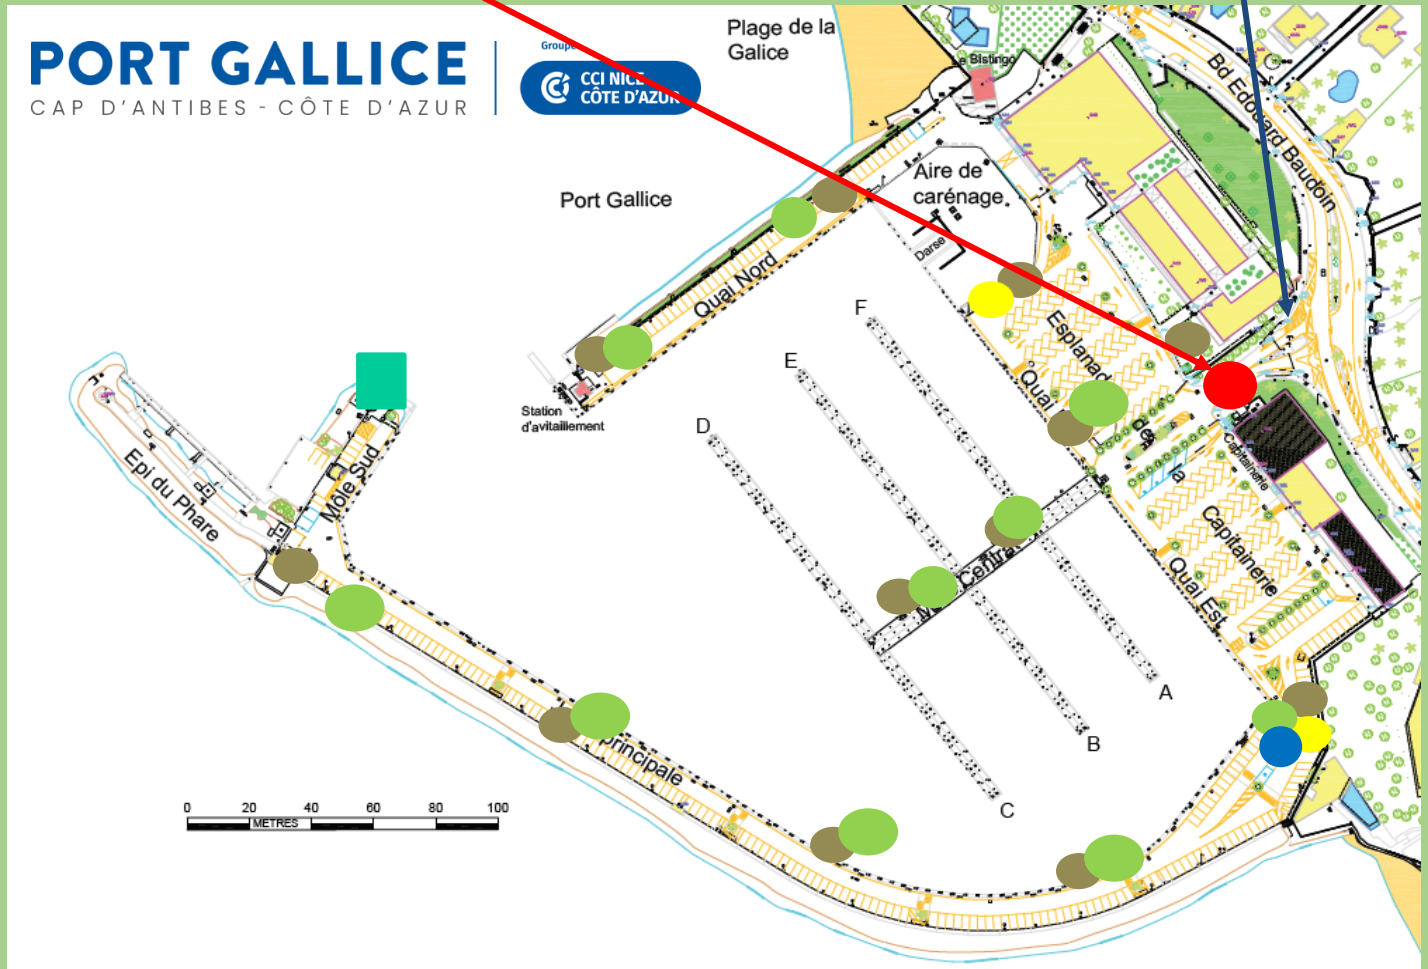 PORT GALLICE
CAP D'ANTIBES - CÔTE D'AZUR
CCI NICE
CÔTE D'AZUR
Plage de la
Galice
Bistingo
Bd Edouard Baudoin
Port Gallice
Aire de
carénage
Darse
Quai Nord
Esplanade de la Capitainerie
Quai
F
E
D
Station
d'avitaillement
Epi du Phare
Môle Sud
Capitainerie
Central
Quai Est
A
B
C
principale
0 20 40 60 80 100
METRES